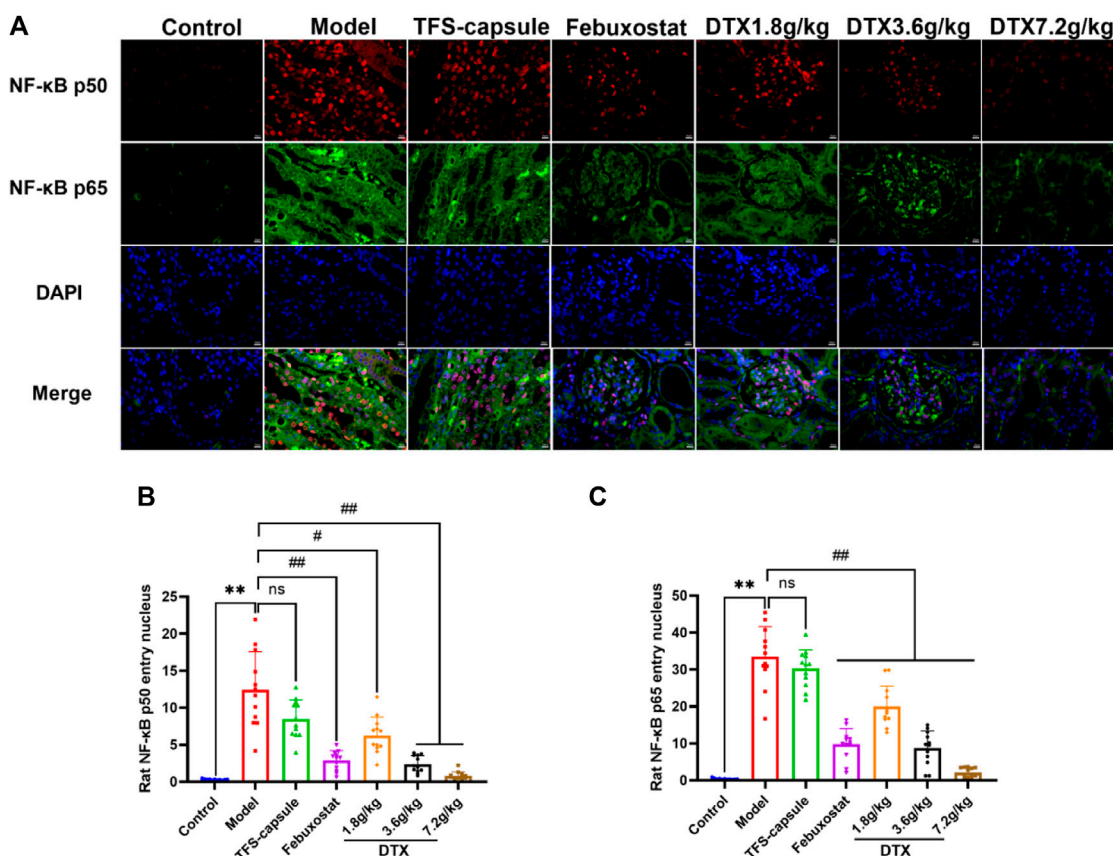 A
Control Model TFS-capsule Febuxostat DTX1.8g/kg DTX3.6g/kg DTX7.2g/kg
NF-κB p50
NF-κB p65
DAPI
Merge
B
##
#
##
** ns
Rat NF-κB p50 entry nucleus
25
20
15
10
5
0
Control
Model
TFS-capsule
Febuxostat
1.8g/kg
3.6g/kg
7.2g/kg
DTX
C
##
** ns
Rat NF-κB p65 entry nucleus
50
40
30
20
10
0
Control
Model
TFS-capsule
Febuxostat
1.8g/kg
3.6g/kg
7.2g/kg
DTX